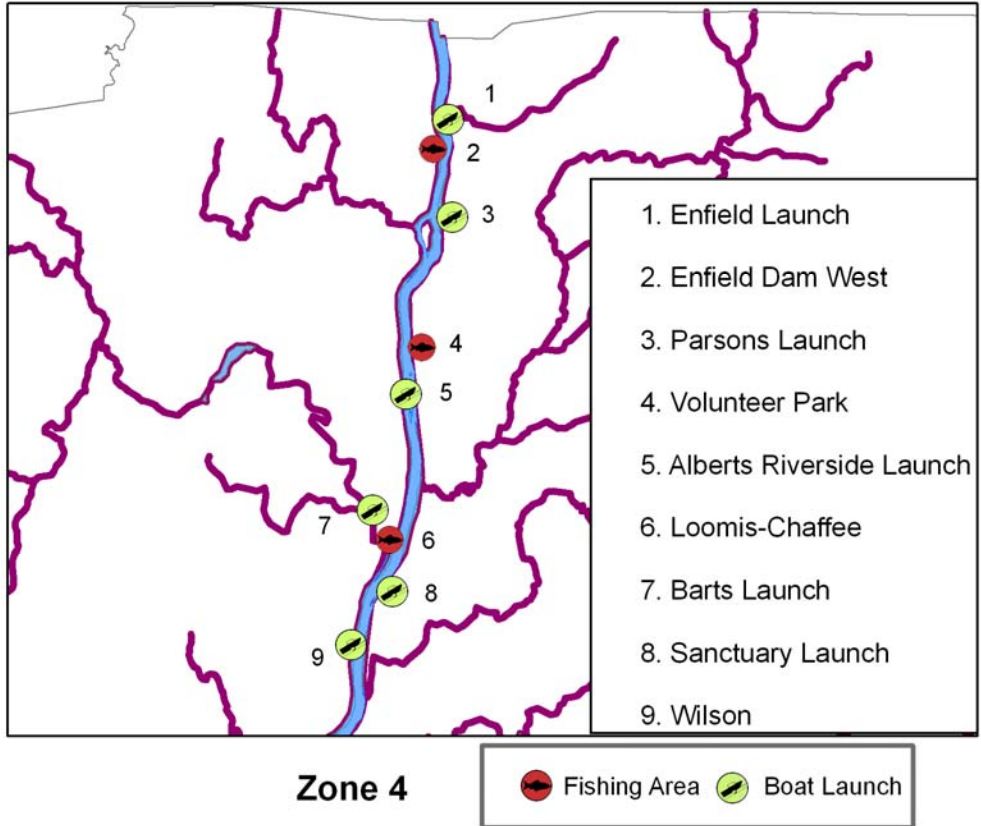 1
2
3
4
5
7
6
8
9
1. Enfield Launch
2. Enfield Dam West
3. Parsons Launch
4. Volunteer Park
5. Alberts Riverside Launch
6. Loomis-Chaffee
7. Barts Launch
8. Sanctuary Launch
9. Wilson
Zone 4
Fishing Area
Boat Launch